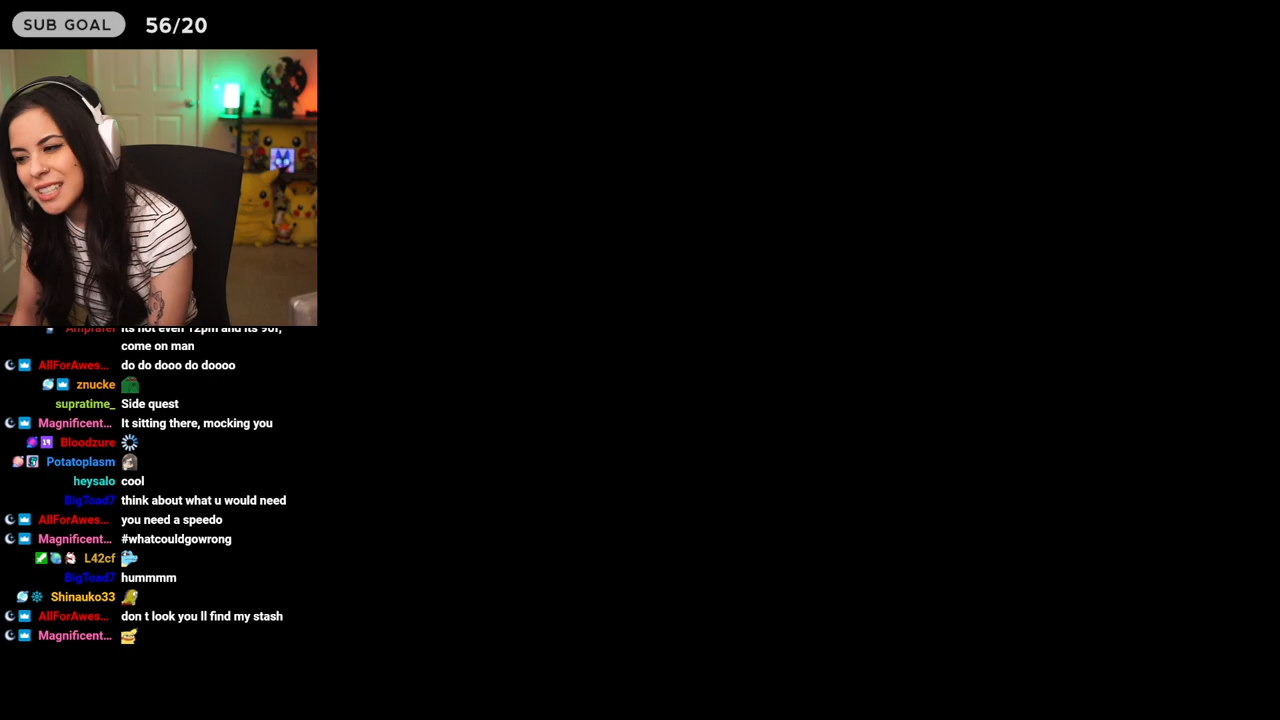 SUB GOAL 56/20
come on man
AllForAwes... do do dooo do doooo
znucke
supratime_ Side quest
Magnificent... It sitting there, mocking you
Bloodzure
Potatoplasm
heysalo cool
BigToad7 think about what u would need
AllForAwes... you need a speedo
Magnificent... #whatcouldgowrong
L42cf
BigToad7 hummmm
Shinauko33
AllForAwes... don t look you ll find my stash
Magnificent...